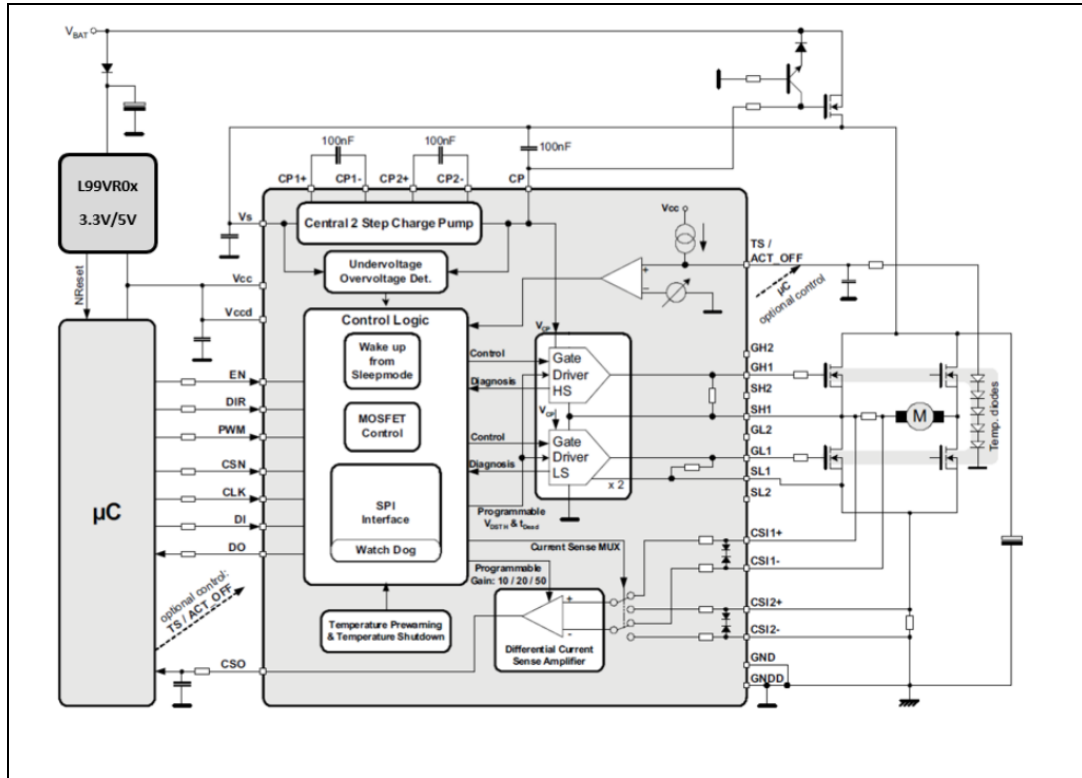 VBAT
L99VR0x
3.3V/5V
NReset
µC
100nF
100nF
100nF
CP1+
CP1-
CP2+
CP2-
CP
Vs
Central 2 Step Charge Pump
Undervoltage
Overvoltage Det.
Vcc
TS /
ACT_OFF
µC
optional control
Vcc
Vccd
Control Logic
Wake up
from
Sleepmode
MOSFET
Control
SPI
Interface
Watch Dog
EN
DIR
PWM
CSN
CLK
DI
DO
optional control:
TS / ACT_OFF
CSO
Control
Diagnosis
VCP
Gate
Driver
HS
Control
Diagnosis
VCP
Gate
Driver
LS
x 2
Programmable
VDSTH & tDead
Current Sense MUX
Programmable
Gain: 10 / 20 / 50
+
-
+
-
Temperature Prewarning
& Temperature Shutdown
Differential Current
Sense Amplifier
GH2
GH1
SH2
SH1
GL2
GL1
SL1
SL2
CSI1+
CSI1-
CSI2+
CSI2-
GND
GNDD
M
Temp. diodes